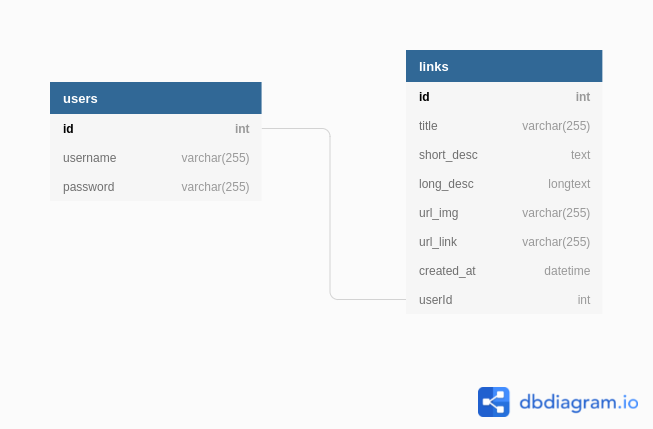 users
id int
username varchar(255)
password varchar(255)
links
id int
title varchar(255)
short_desc text
long_desc longtext
url_img varchar(255)
url_link varchar(255)
created_at datetime
userId int
dbdiagram.io